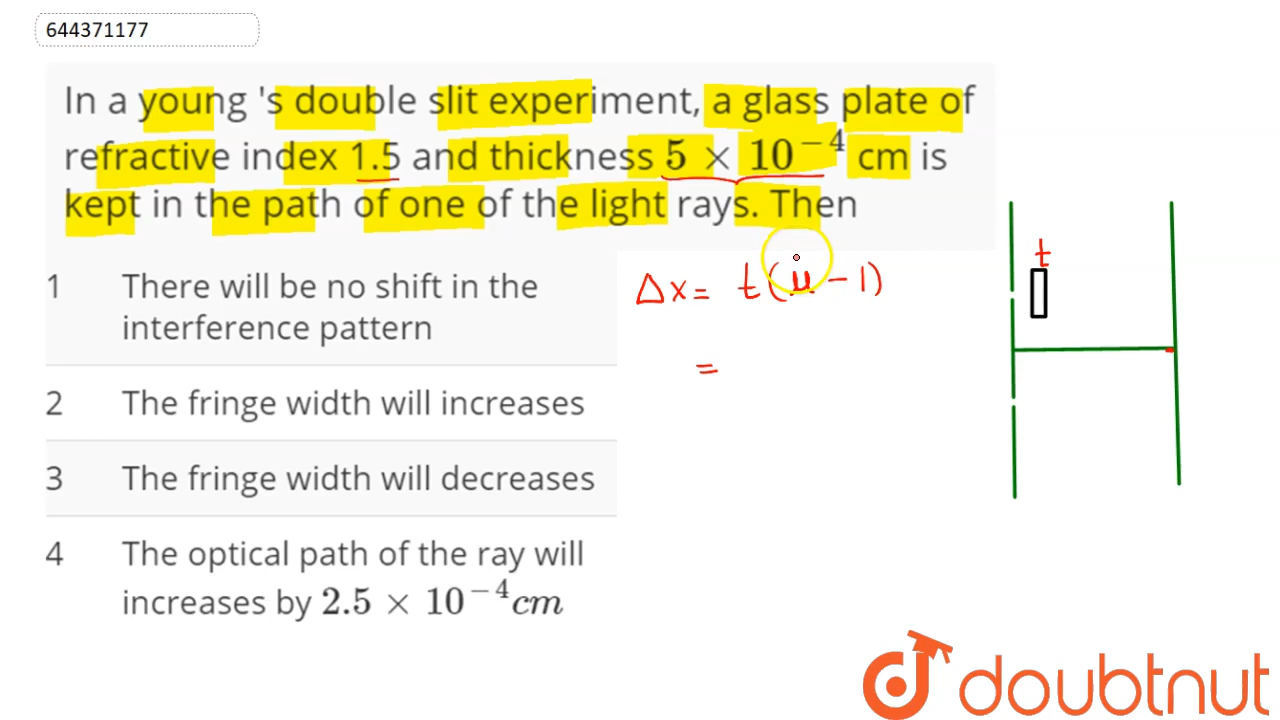 644371177
In a young 's double slit experiment, a glass plate of
refractive index 1.5 and thickness 5 × 10⁻⁴ cm is
kept in the path of one of the light rays. Then
1 There will be no shift in the
interference pattern
2 The fringe width will increases
3 The fringe width will decreases
4 The optical path of the ray will
increases by 2.5 × 10⁻⁴cm
Δx = t(μ-1)
=
t
doubtnut